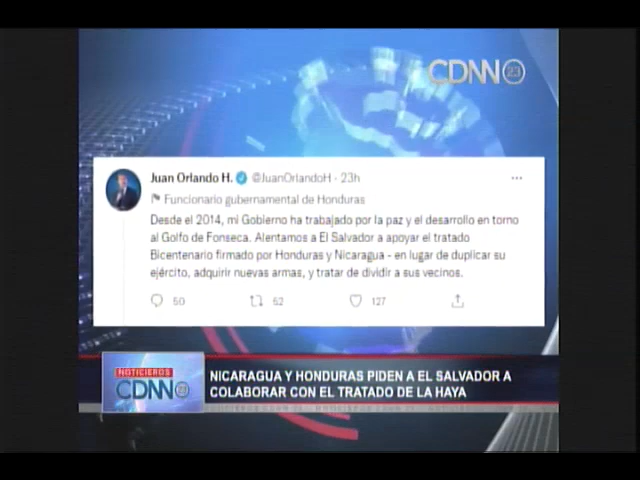 CDNN 23
Juan Orlando H. @JuanOrlandoH · 23h
Funcionario gubernamental de Honduras
Desde el 2014, mi Gobierno ha trabajado por la paz y el desarrollo en torno
al Golfo de Fonseca. Alentamos a El Salvador a apoyar el tratado
Bicentenario firmado por Honduras y Nicaragua - en lugar de duplicar su
ejército, adquirir nuevas armas, y tratar de dividir a sus vecinos.
50 52 127
NOTICIEROS
CDNN 23
NICARAGUA Y HONDURAS PIDEN A EL SALVADOR A
COLABORAR CON EL TRATADO DE LA HAYA